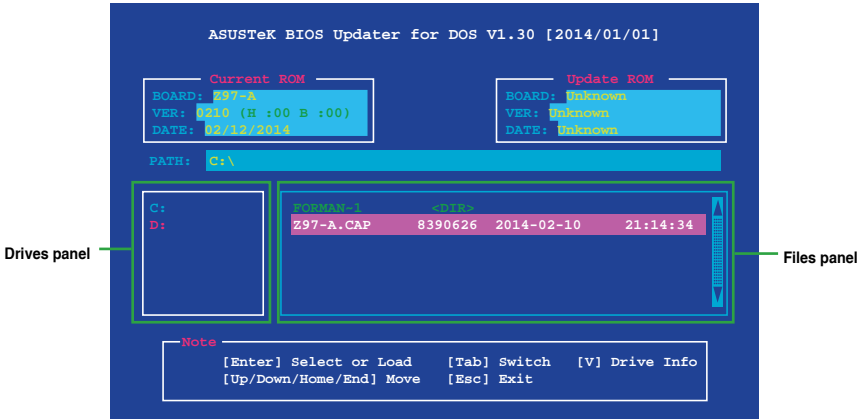 ASUSTeK BIOS Updater for DOS V1.30 [2014/01/01]
Current ROM
BOARD: Z97-A
VER: 0210 (H :00 B :00)
DATE: 02/12/2014
Update ROM
BOARD: Unknown
VER: Unknown
DATE: Unknown
PATH: C:\
C:
D:
FORMAN~1 <DIR>
Z97-A.CAP 8390626 2014-02-10 21:14:34
Drives panel
Files panel
Note
[Enter] Select or Load [Tab] Switch [V] Drive Info
[Up/Down/Home/End] Move [Esc] Exit